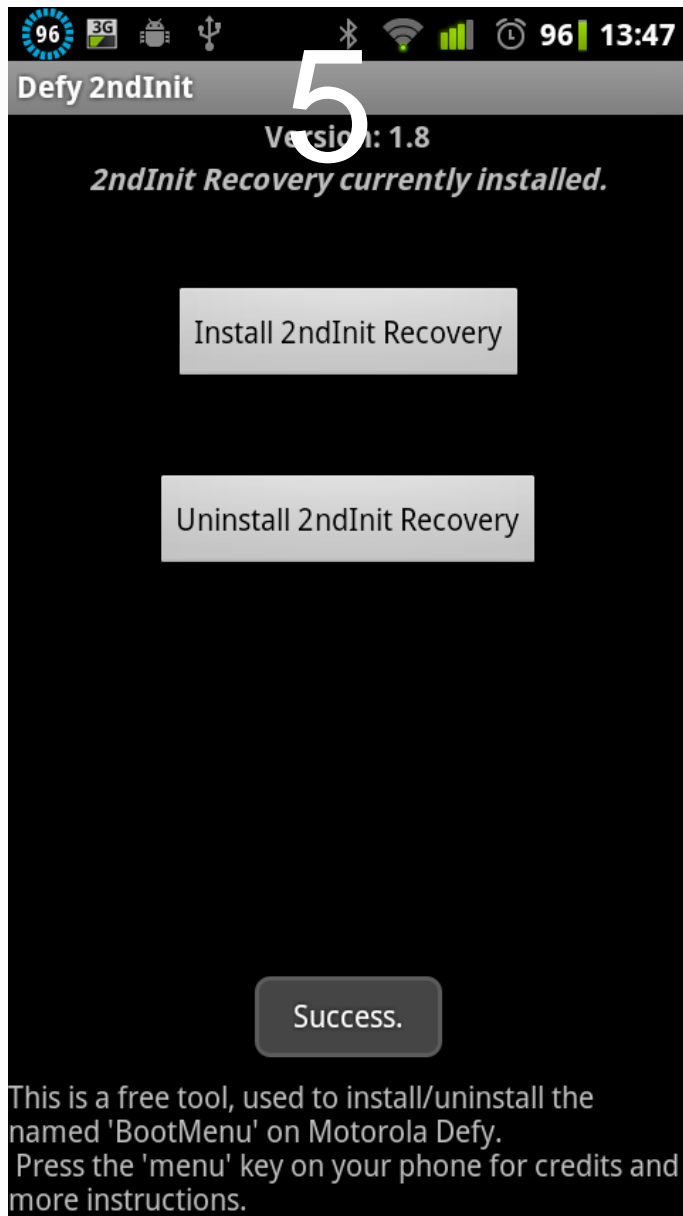 96 3G 96 13:47
Defy 2ndInit
5
Version: 1.8
2ndInit Recovery currently installed.
Install 2ndInit Recovery
Uninstall 2ndInit Recovery
Success.
This is a free tool, used to install/uninstall the
named 'BootMenu' on Motorola Defy.
Press the 'menu' key on your phone for credits and
more instructions.